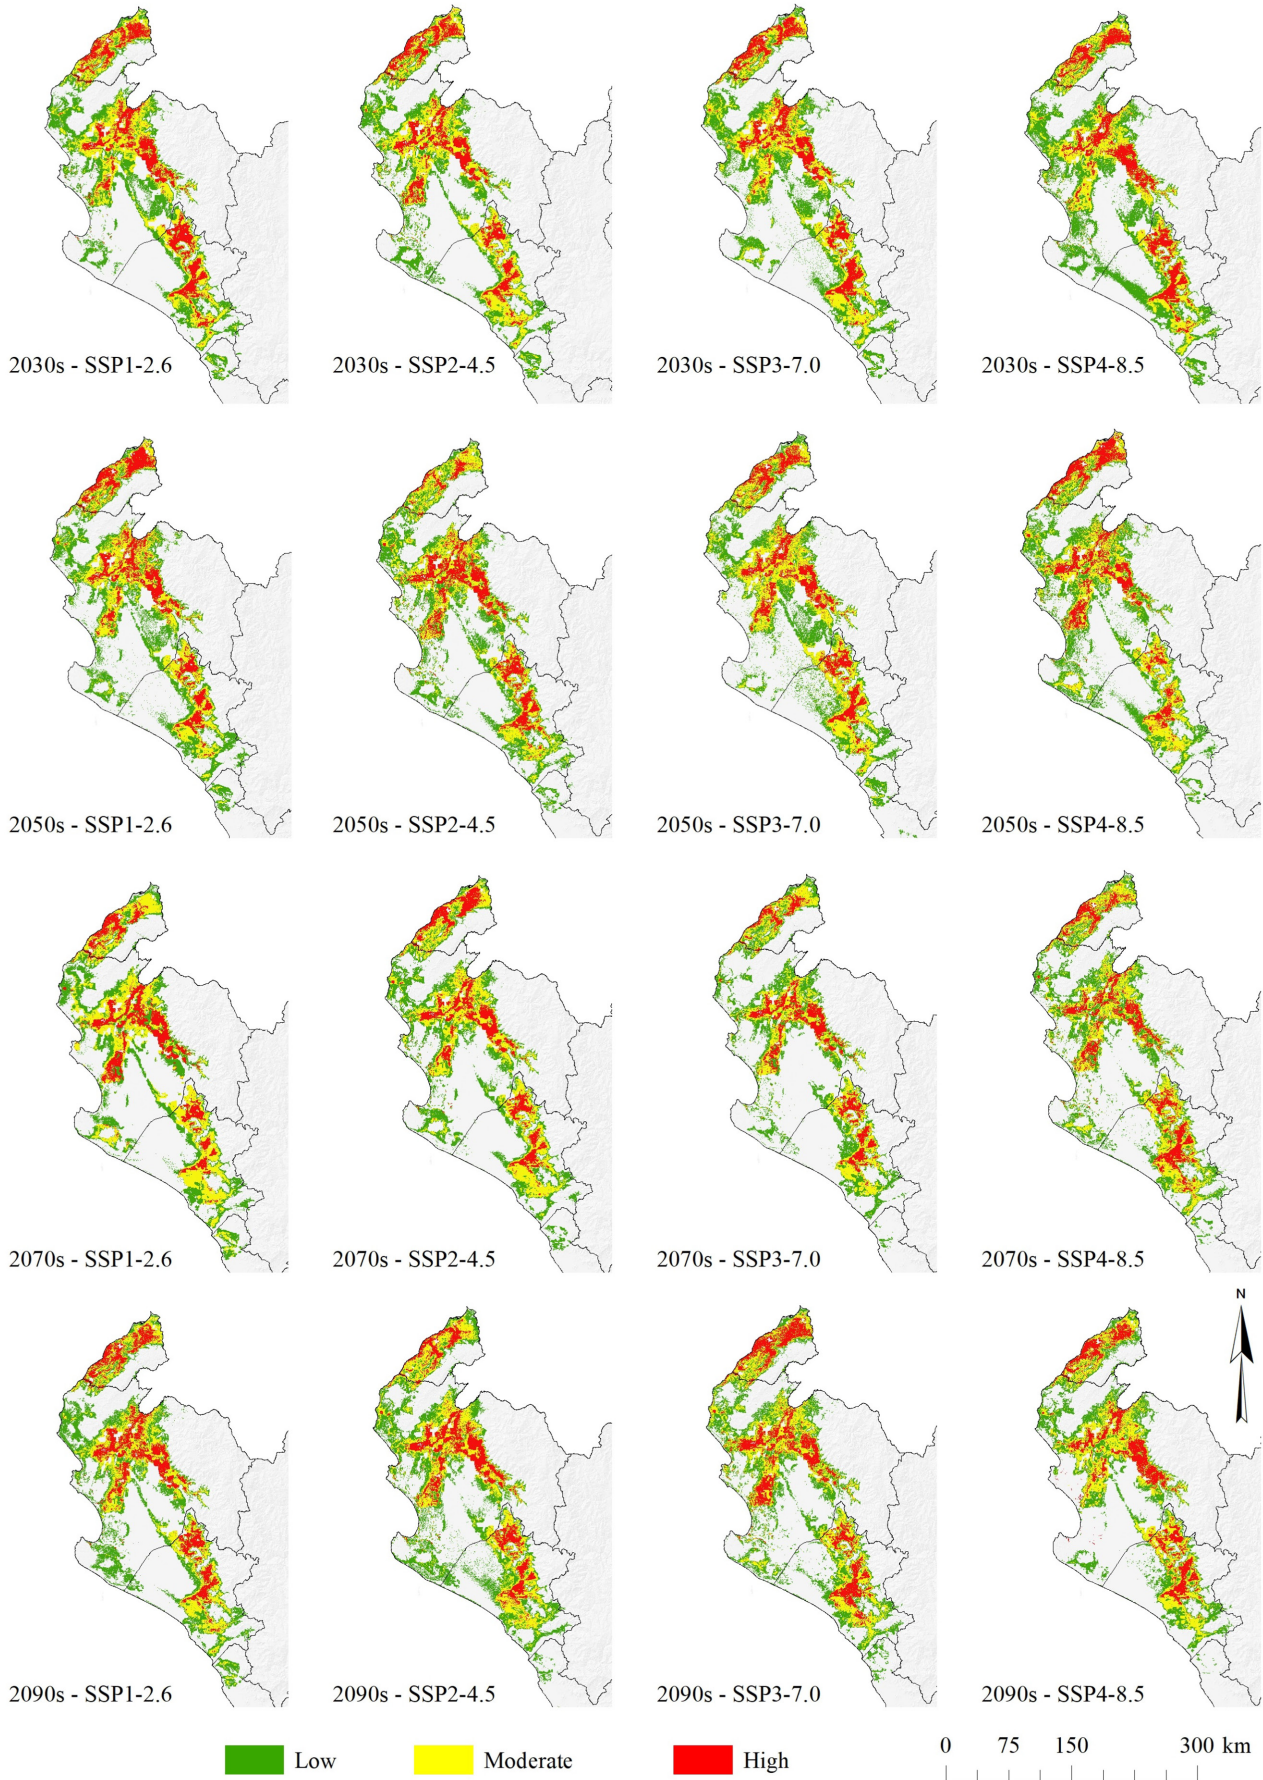 2030s - SSP1-2.6
2030s - SSP2-4.5
2030s - SSP3-7.0
2030s - SSP4-8.5
2050s - SSP1-2.6
2050s - SSP2-4.5
2050s - SSP3-7.0
2050s - SSP4-8.5
2070s - SSP1-2.6
2070s - SSP2-4.5
2070s - SSP3-7.0
2070s - SSP4-8.5
N
2090s - SSP1-2.6
2090s - SSP2-4.5
2090s - SSP3-7.0
2090s - SSP4-8.5
Low
Moderate
High
0 75 150 300 km